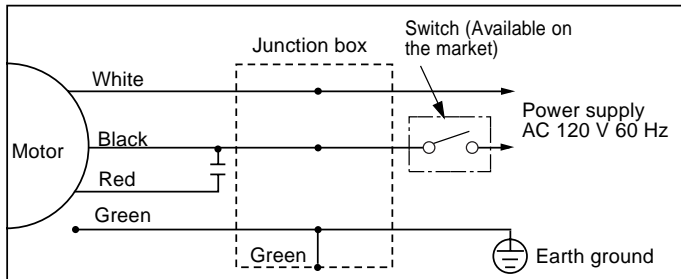 Switch (Available on
the market)
Junction box
White
Power supply
AC 120 V 60 Hz
Black
Motor
Red
Green
Green
Earth ground